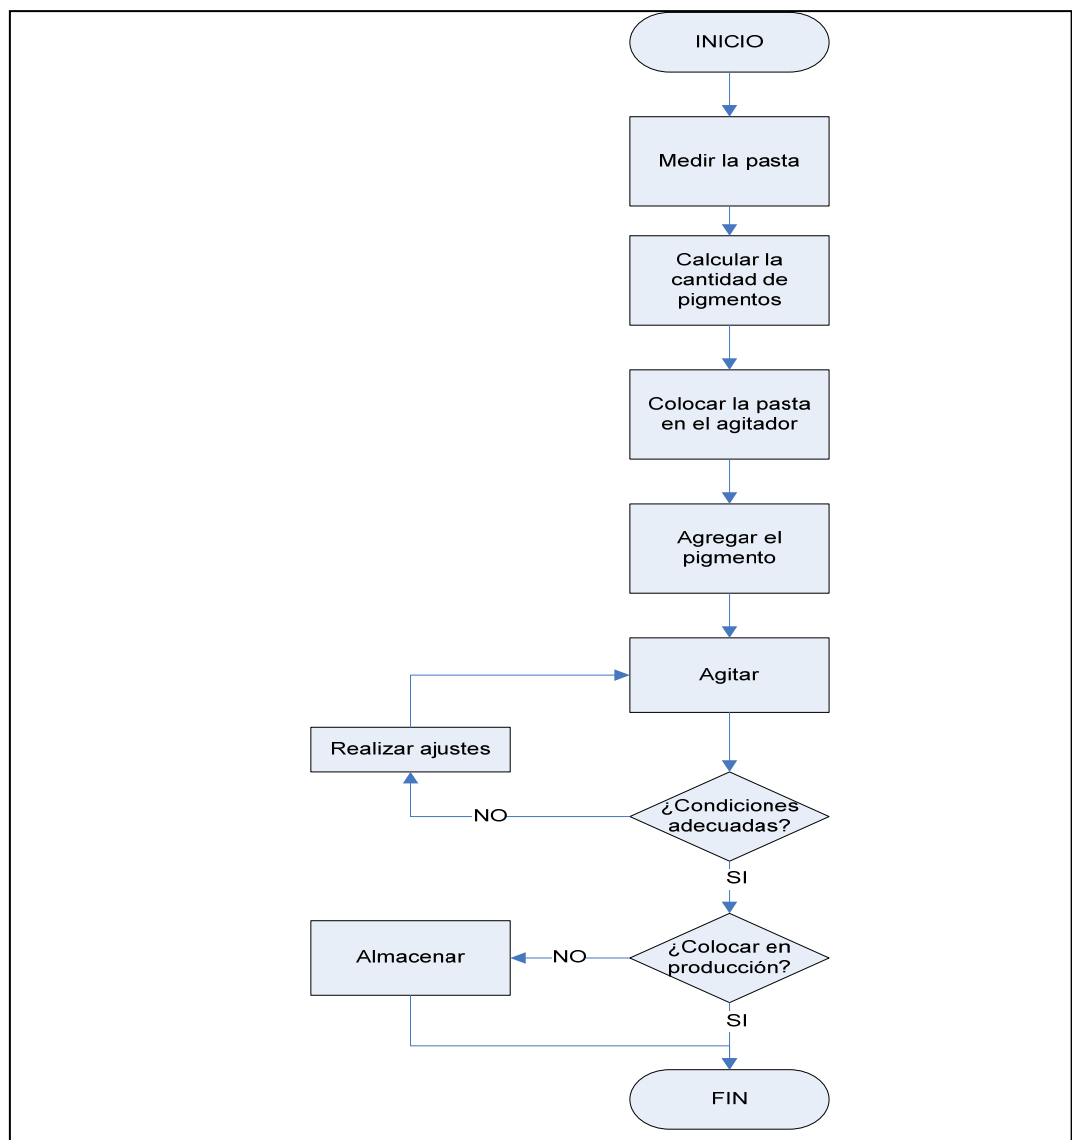 INICIO
Medir la pasta
Calcular la
cantidad de
pigmentos
Colocar la pasta
en el agitador
Agregar el
pigmento
Agitar
Realizar ajustes
¿Condiciones
adecuadas?
NO
SI
Almacenar
NO
¿Colocar en
producción?
SI
FIN